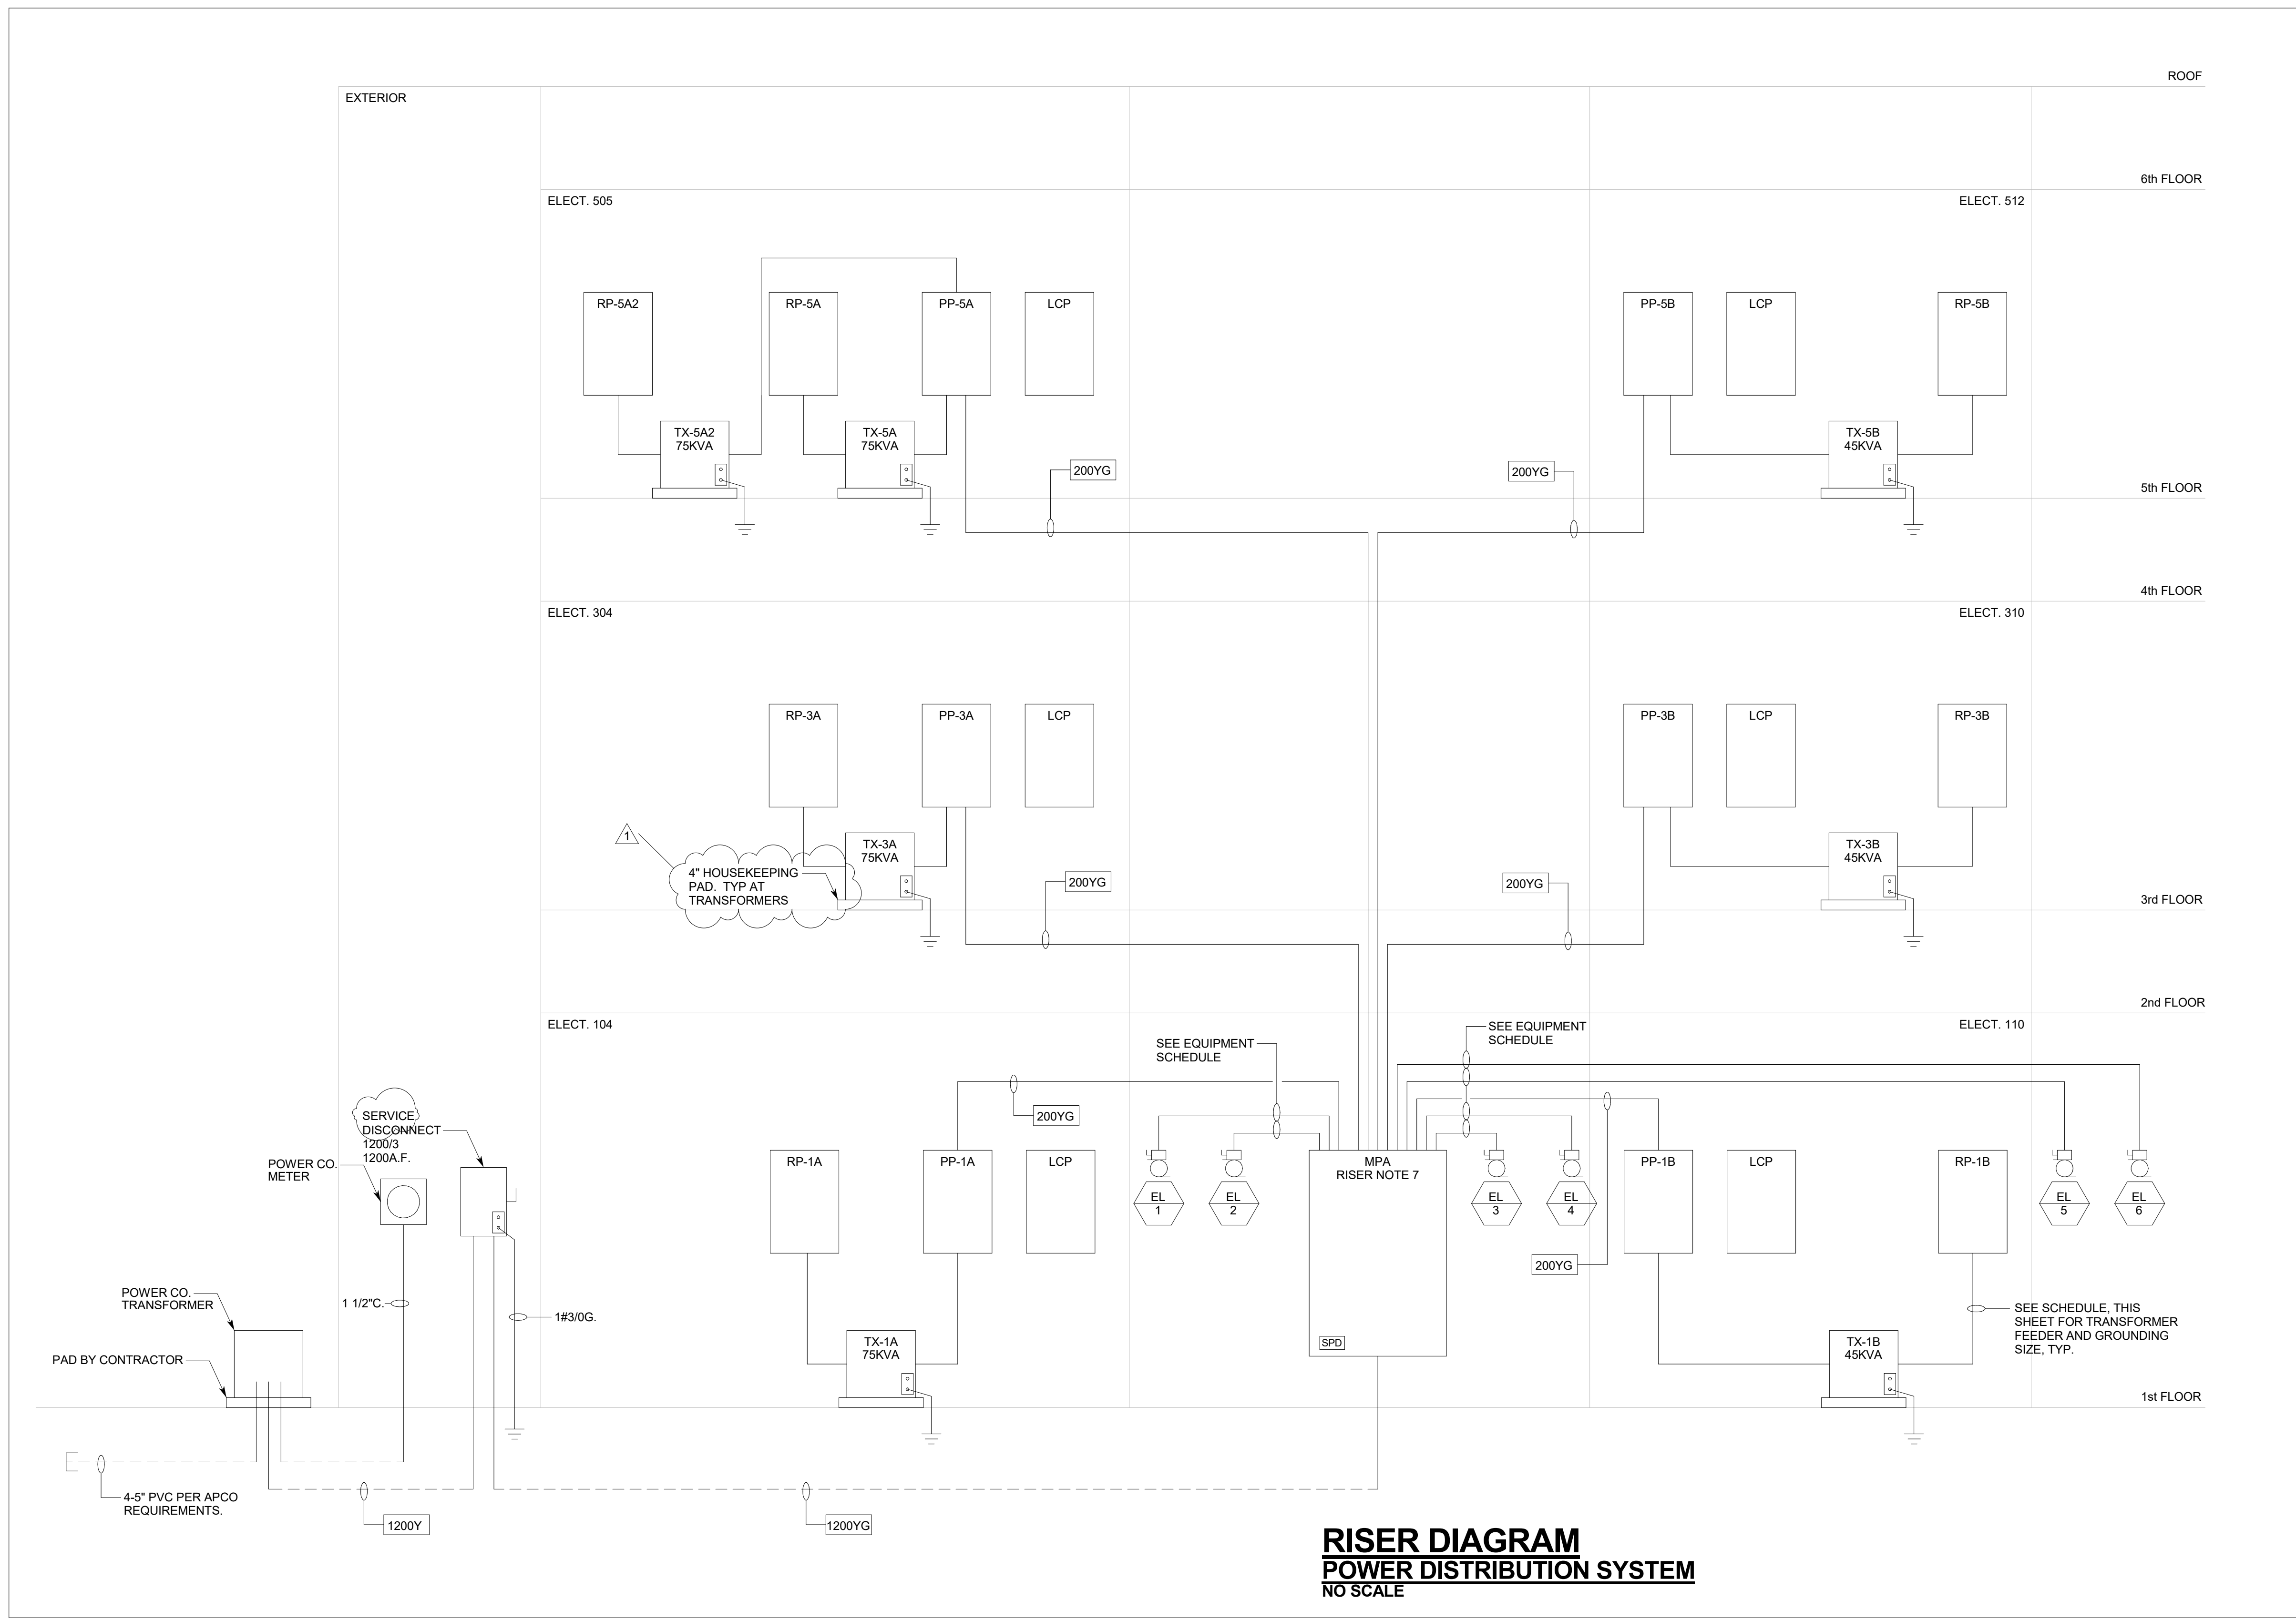 ROOF
EXTERIOR
6th FLOOR
ELECT. 505
ELECT. 512
RP-5A2
RP-5A
PP-5A
LCP
PP-5B
LCP
RP-5B
TX-5A2
75KVA
TX-5A
75KVA
TX-5B
45KVA
200YG
200YG
5th FLOOR
4th FLOOR
ELECT. 304
ELECT. 310
RP-3A
PP-3A
LCP
PP-3B
LCP
RP-3B
1
TX-3A
75KVA
TX-3B
45KVA
4" HOUSEKEEPING
PAD. TYP AT
TRANSFORMERS
200YG
200YG
3rd FLOOR
2nd FLOOR
ELECT. 104
ELECT. 110
SEE EQUIPMENT
SCHEDULE
SEE EQUIPMENT
SCHEDULE
200YG
SERVICE
DISCONNECT
1200/3
1200A.F.
POWER CO.
METER
RP-1A
PP-1A
LCP
MPA
RISER NOTE 7
PP-1B
LCP
RP-1B
EL
1
EL
2
EL
3
EL
4
EL
5
EL
6
200YG
POWER CO.
TRANSFORMER
1 1/2"C.
1#3/0G.
SEE SCHEDULE, THIS
SHEET FOR TRANSFORMER
FEEDER AND GROUNDING
SIZE, TYP.
PAD BY CONTRACTOR
TX-1A
75KVA
SPD
TX-1B
45KVA
1st FLOOR
4-5" PVC PER APCO
REQUIREMENTS.
1200Y
1200YG
RISER DIAGRAM
POWER DISTRIBUTION SYSTEM
NO SCALE